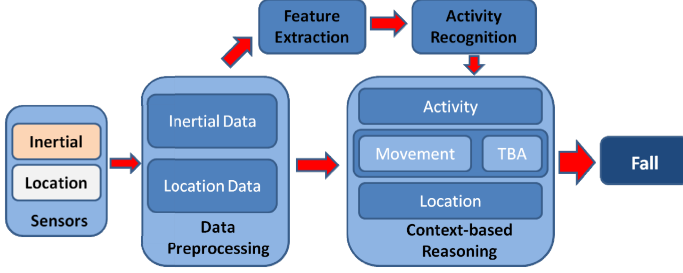 Feature
Extraction
Activity
Recognition
Inertial
Location
Sensors
Inertial Data
Location Data
Data
Preprocessing
Activity
Movement
TBA
Location
Context-based
Reasoning
Fall